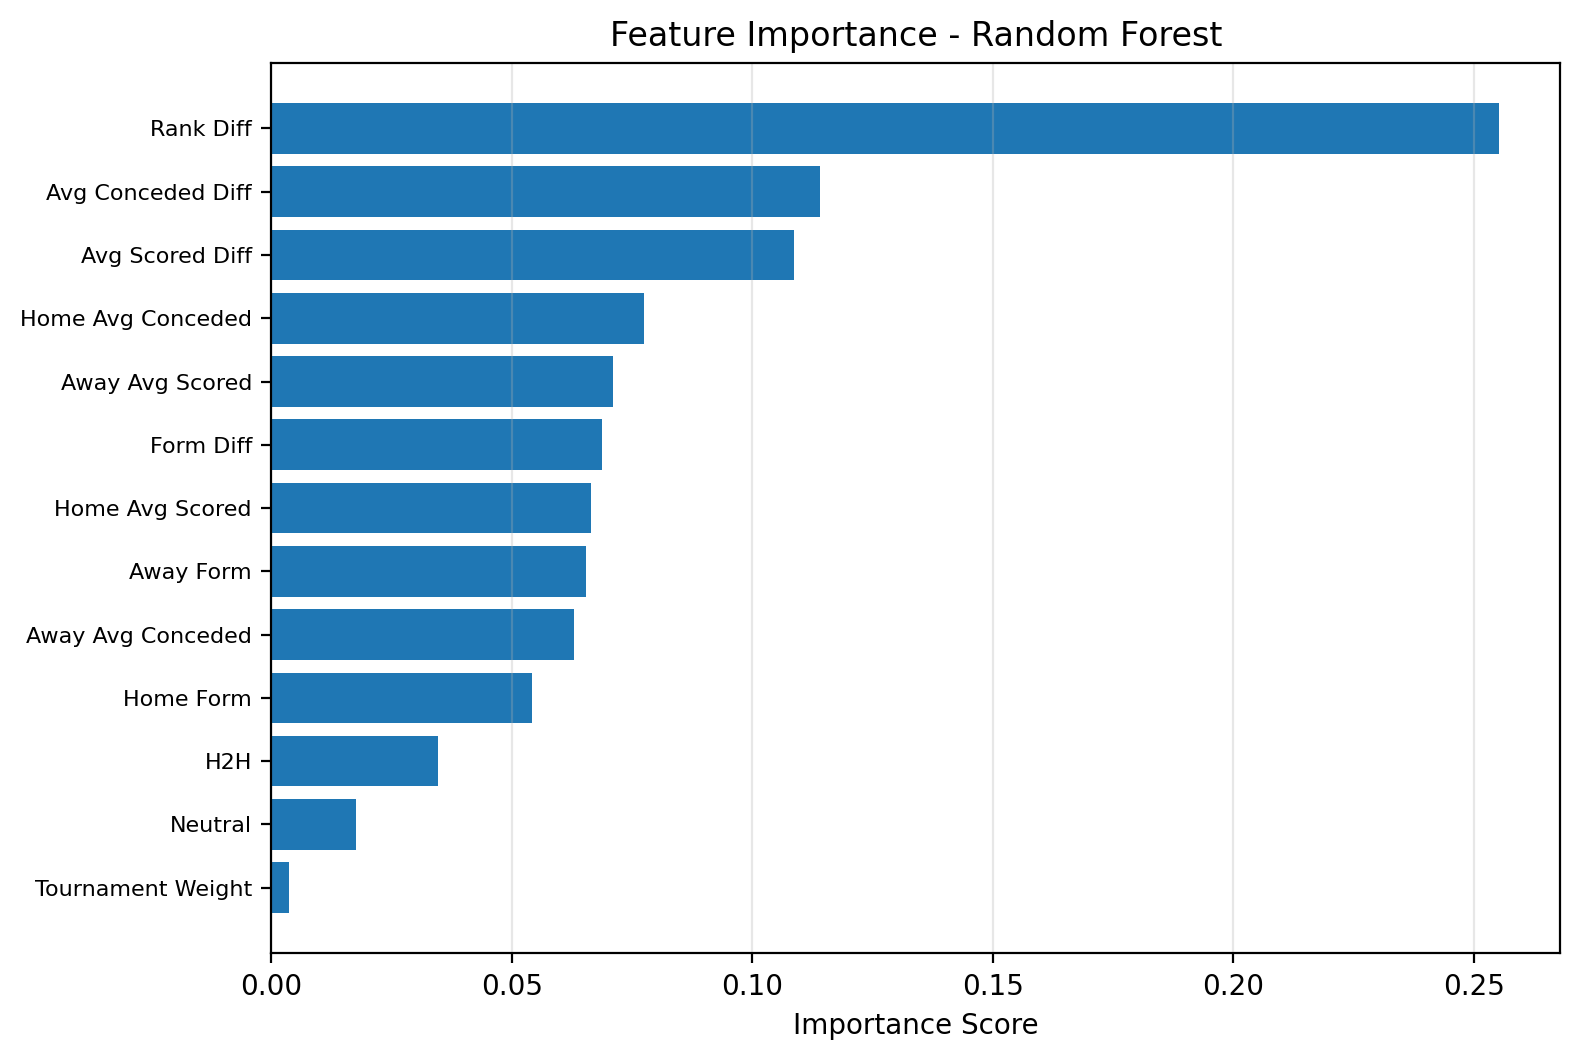 Feature Importance - Random Forest
Rank Diff
Avg Conceded Diff
Avg Scored Diff
Home Avg Conceded
Away Avg Scored
Form Diff
Home Avg Scored
Away Form
Away Avg Conceded
Home Form
H2H
Neutral
Tournament Weight
0.00 0.05 0.10 0.15 0.20 0.25
Importance Score